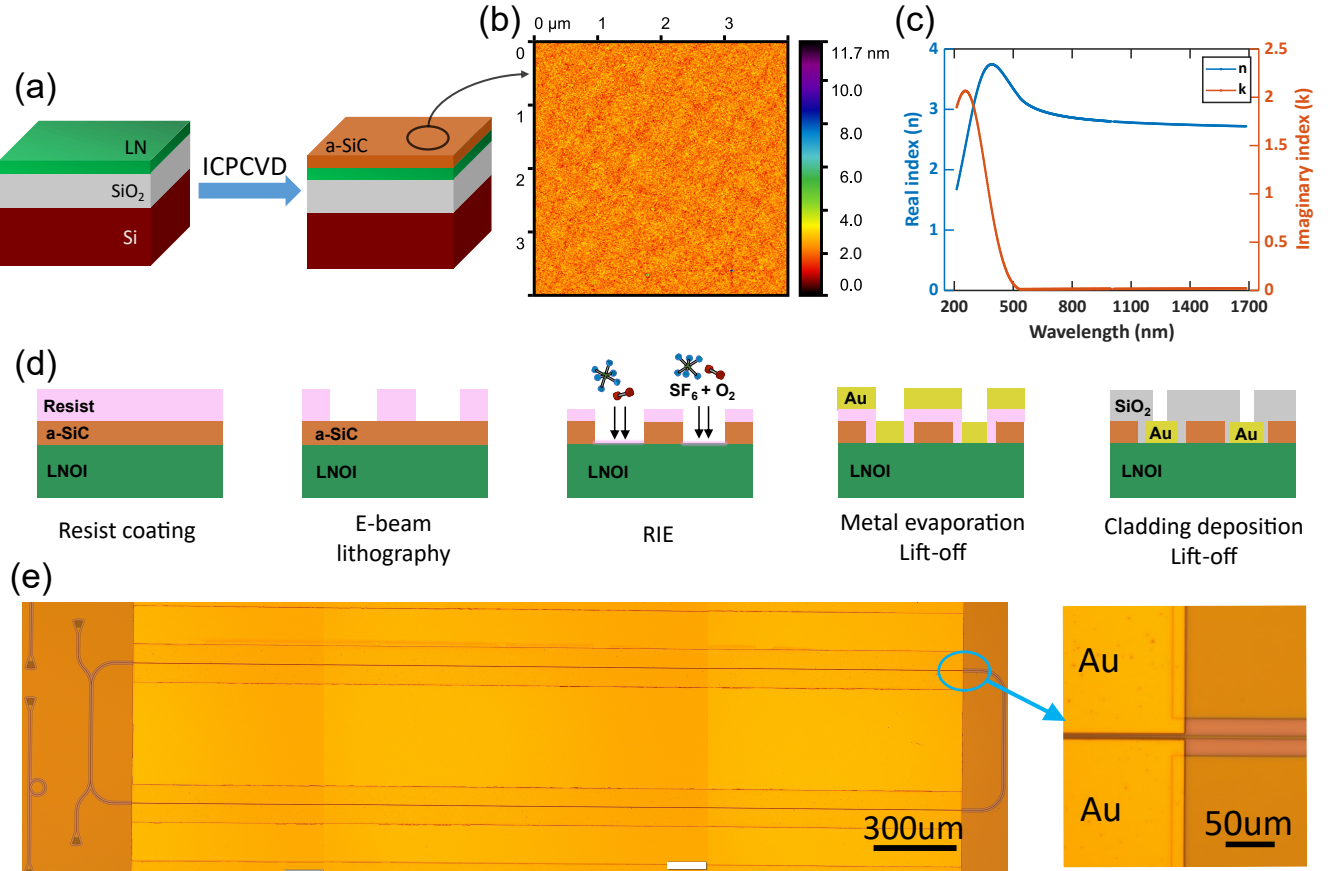 (a)
LN
SiO₂
Si
ICPCVD
a-SiC
(b)
0 µm 1 2 3
0
1
2
3
11.7 nm
10.0
8.0
6.0
4.0
2.0
0.0
(c)
n
k
4
3
2
1
0
Real index (n)
2.5
2
1.5
1
0.5
0
Imaginary index (k)
200 500 800 1100 1400 1700
Wavelength (nm)
(d)
Resist
a-SiC
LNOI
Resist coating
a-SiC
LNOI
E-beam
lithography
SF₆ + O₂
LNOI
RIE
Au
LNOI
Metal evaporation
Lift-off
SiO₂
Au Au
LNOI
Cladding deposition
Lift-off
(e)
300um
Au
Au
50um